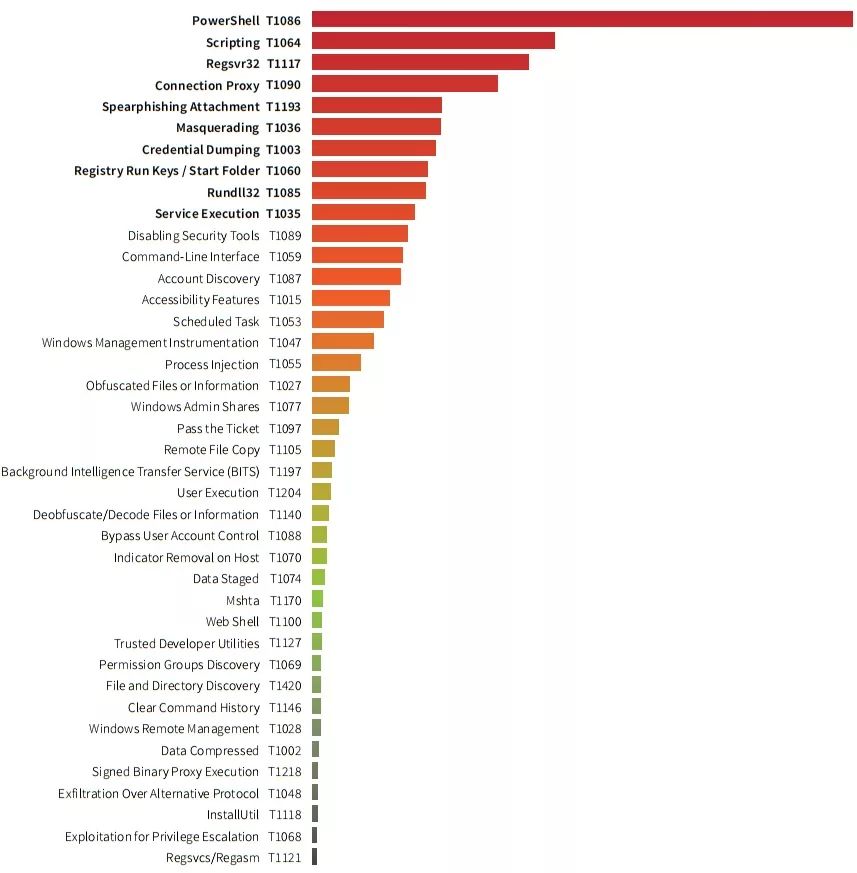 PowerShell T1086
Scripting T1064
Regsvr32 T1117
Connection Proxy T1090
Spearphishing Attachment T1193
Masquerading T1036
Credential Dumping T1003
Registry Run Keys / Start Folder T1060
Rundll32 T1085
Service Execution T1035
Disabling Security Tools T1089
Command-Line Interface T1059
Account Discovery T1087
Accessibility Features T1015
Scheduled Task T1053
Windows Management Instrumentation T1047
Process Injection T1055
Obfuscated Files or Information T1027
Windows Admin Shares T1077
Pass the Ticket T1097
Remote File Copy T1105
Background Intelligence Transfer Service (BITS) T1197
User Execution T1204
Deobfuscate/Decode Files or Information T1140
Bypass User Account Control T1088
Indicator Removal on Host T1070
Data Staged T1074
Mshta T1170
Web Shell T1100
Trusted Developer Utilities T1127
Permission Groups Discovery T1069
File and Directory Discovery T1420
Clear Command History T1146
Windows Remote Management T1028
Data Compressed T1002
Signed Binary Proxy Execution T1218
Exfiltration Over Alternative Protocol T1048
InstallUtil T1118
Exploitation for Privilege Escalation T1068
Regsvcs/Regasm T1121